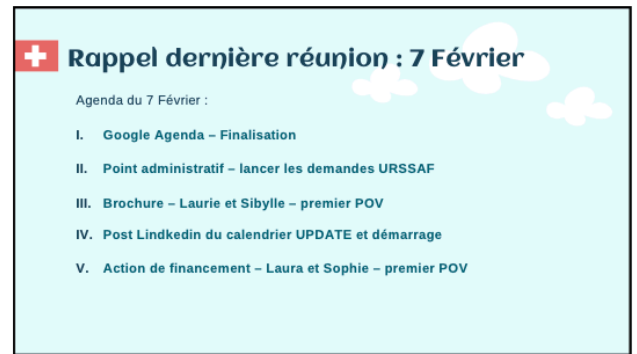 Rappel dernière réunion : 7 Février
Agenda du 7 Février :
I. Google Agenda – Finalisation
II. Point administratif – lancer les demandes URSSAF
III. Brochure – Laurie et Sibylle – premier POV
IV. Post Lindkedin du calendrier UPDATE et démarrage
V. Action de financement – Laura et Sophie – premier POV